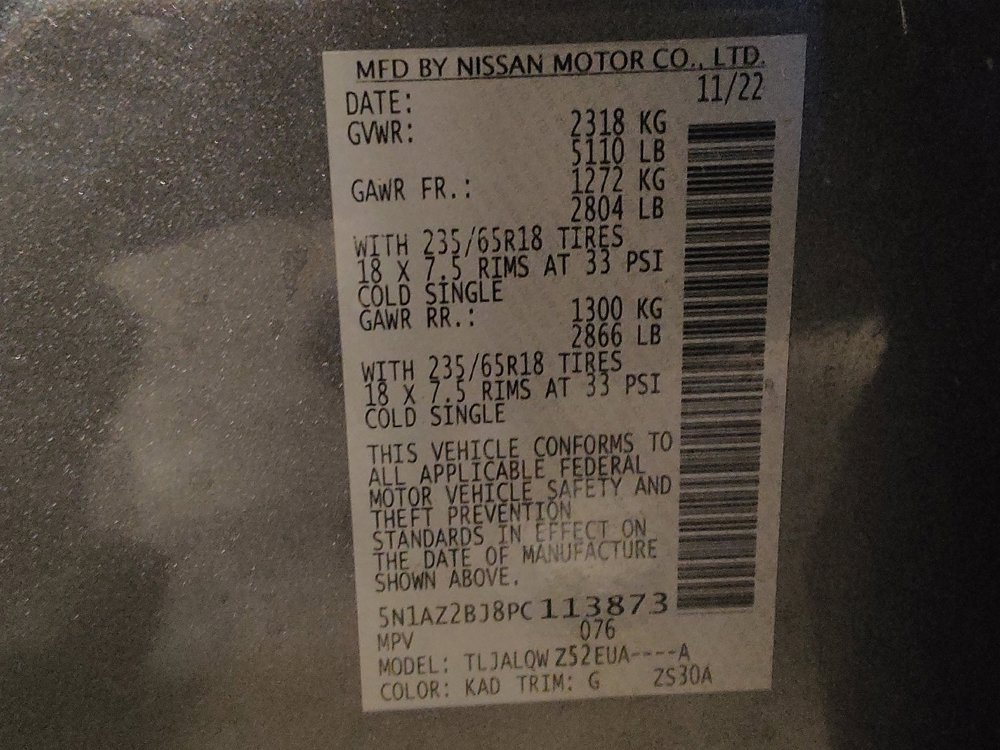 MFD BY NISSAN MOTOR CO., LTD.
DATE: 11/22
GVWR: 2318 KG
5110 LB
GAWR FR.: 1272 KG
2804 LB
WITH 235/65R18 TIRES
18 X 7.5 RIMS AT 33 PSI
COLD SINGLE
GAWR RR.: 1300 KG
2866 LB
WITH 235/65R18 TIRES
18 X 7.5 RIMS AT 33 PSI
COLD SINGLE
THIS VEHICLE CONFORMS TO
ALL APPLICABLE FEDERAL
MOTOR VEHICLE SAFETY AND
THEFT PREVENTION
STANDARDS IN EFFECT ON
THE DATE OF MANUFACTURE
SHOWN ABOVE.
5N1AZ2BJ8PC113873
MPV 076
MODEL: TLJALQWZ52EUA----A
COLOR: KAD TRIM: G ZS30A